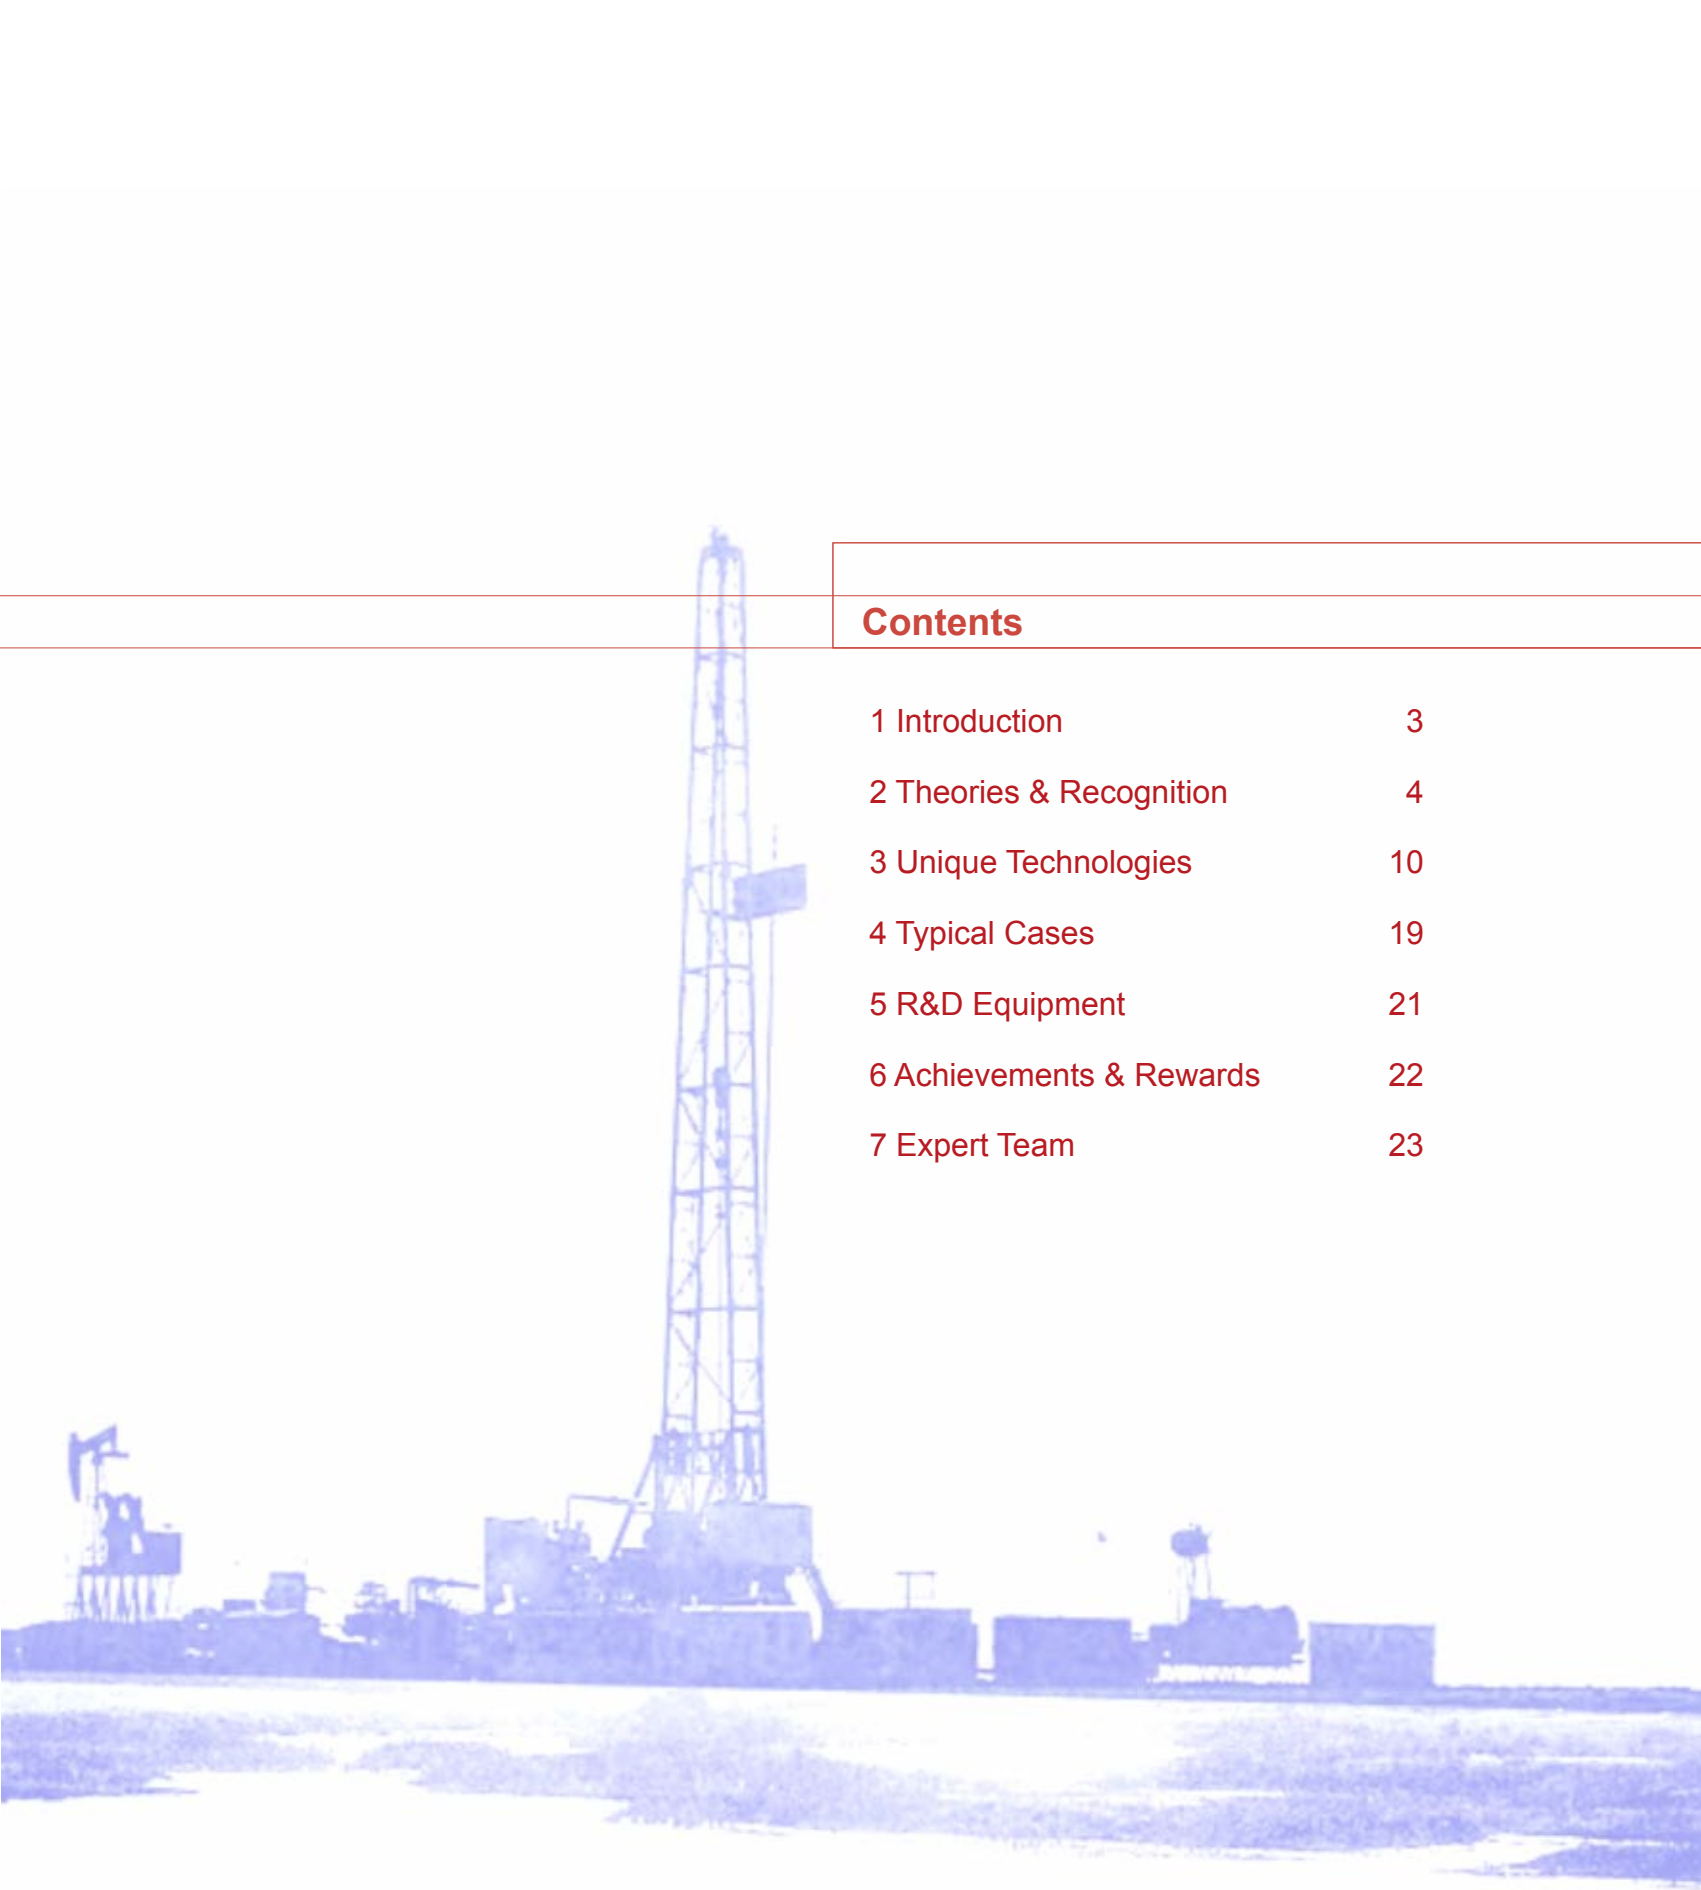 Contents
1 Introduction 3
2 Theories & Recognition 4
3 Unique Technologies 10
4 Typical Cases 19
5 R&D Equipment 21
6 Achievements & Rewards 22
7 Expert Team 23